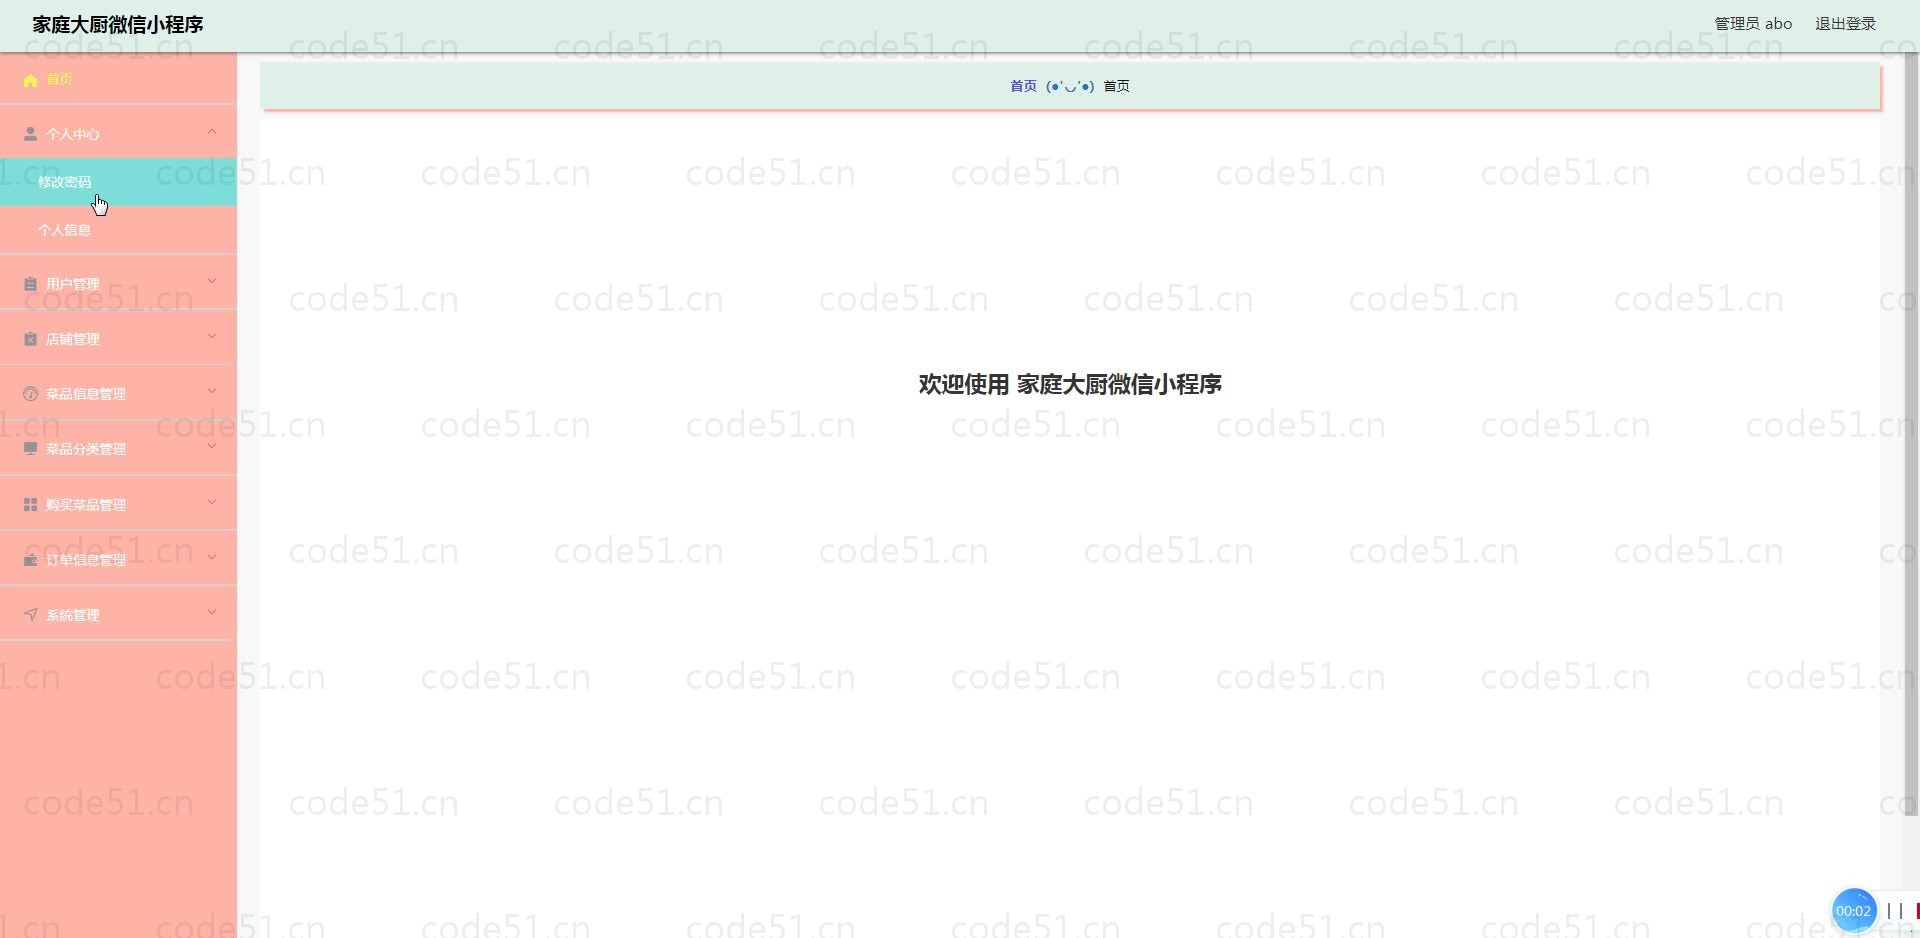 家庭大厨微信小程序
管理员 abo 退出登录
首页
首页 (●'◡'●) 首页
个人中心
修改密码
个人信息
用户管理
店铺管理
菜品信息管理
菜品分类管理
购买菜品管理
订单信息管理
系统管理
欢迎使用 家庭大厨微信小程序
code51.cn
00:02